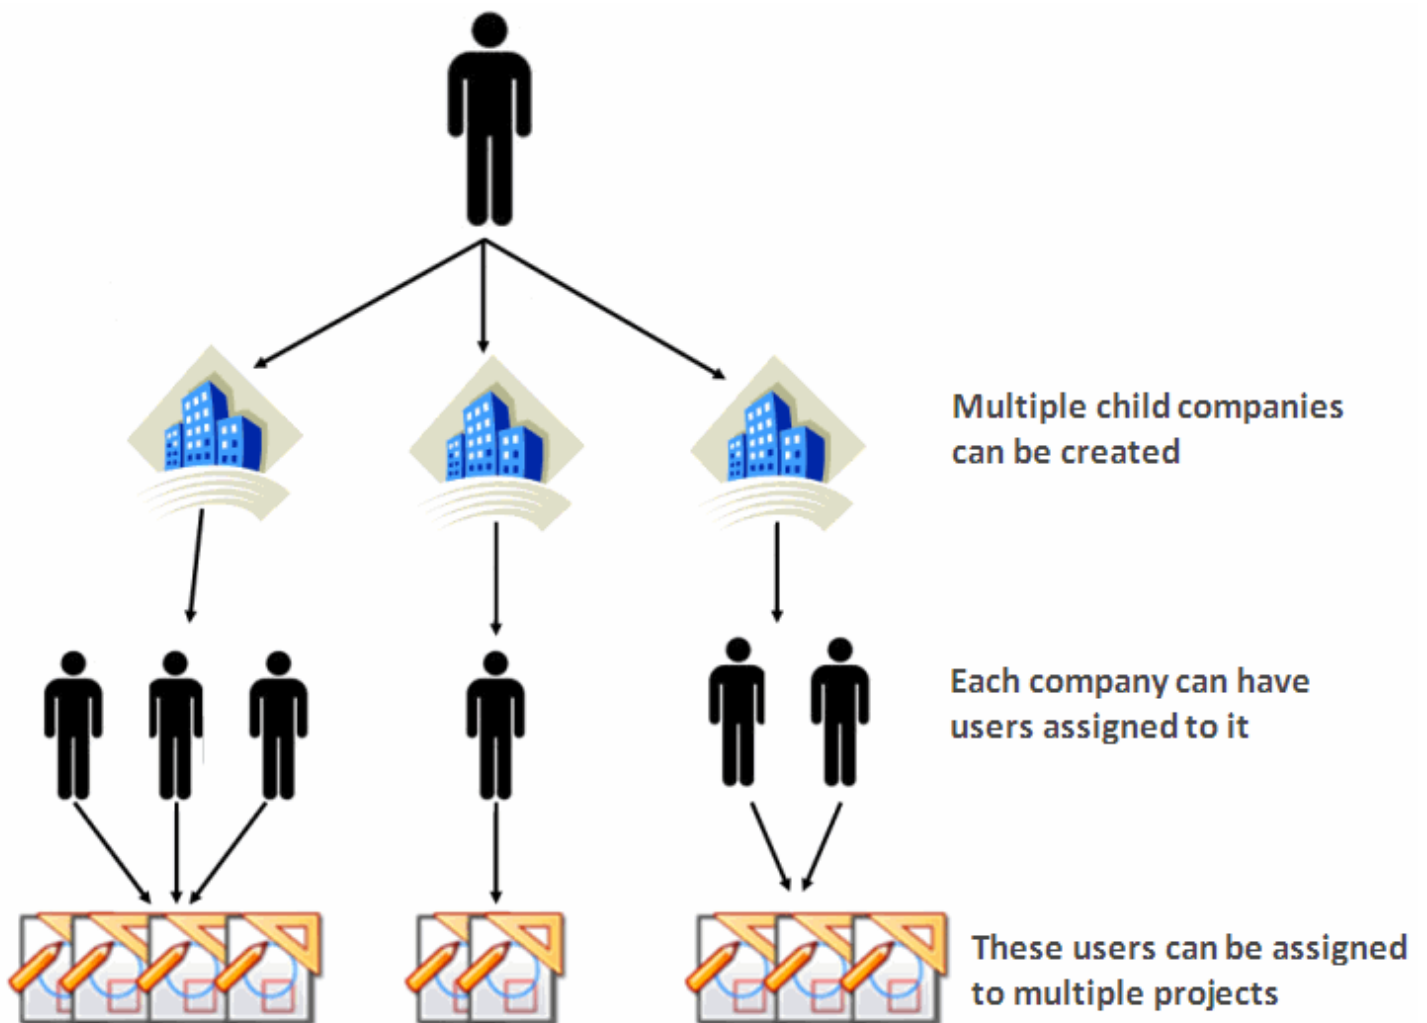 Multiple child companies
can be created
Each company can have
users assigned to it
These users can be assigned
to multiple projects